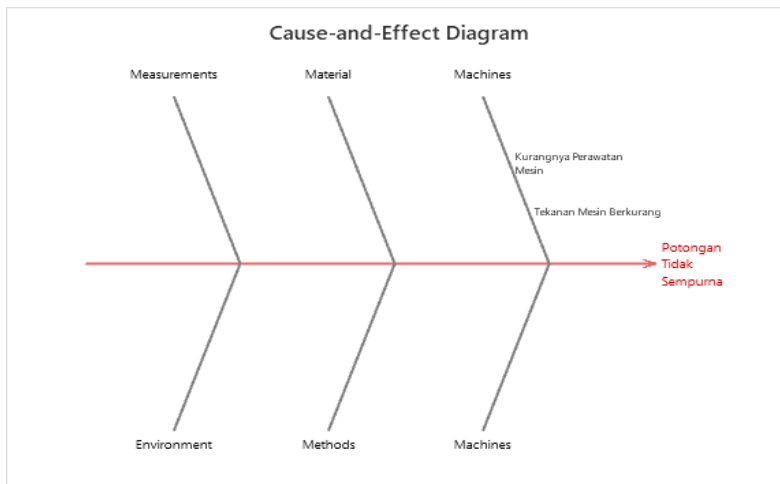 Cause-and-Effect Diagram
Measurements
Material
Machines
Kurangnya Perawatan
Mesin
Tekanan Mesin Berkurang
Potongan
Tidak
Sempurna
Environment
Methods
Machines